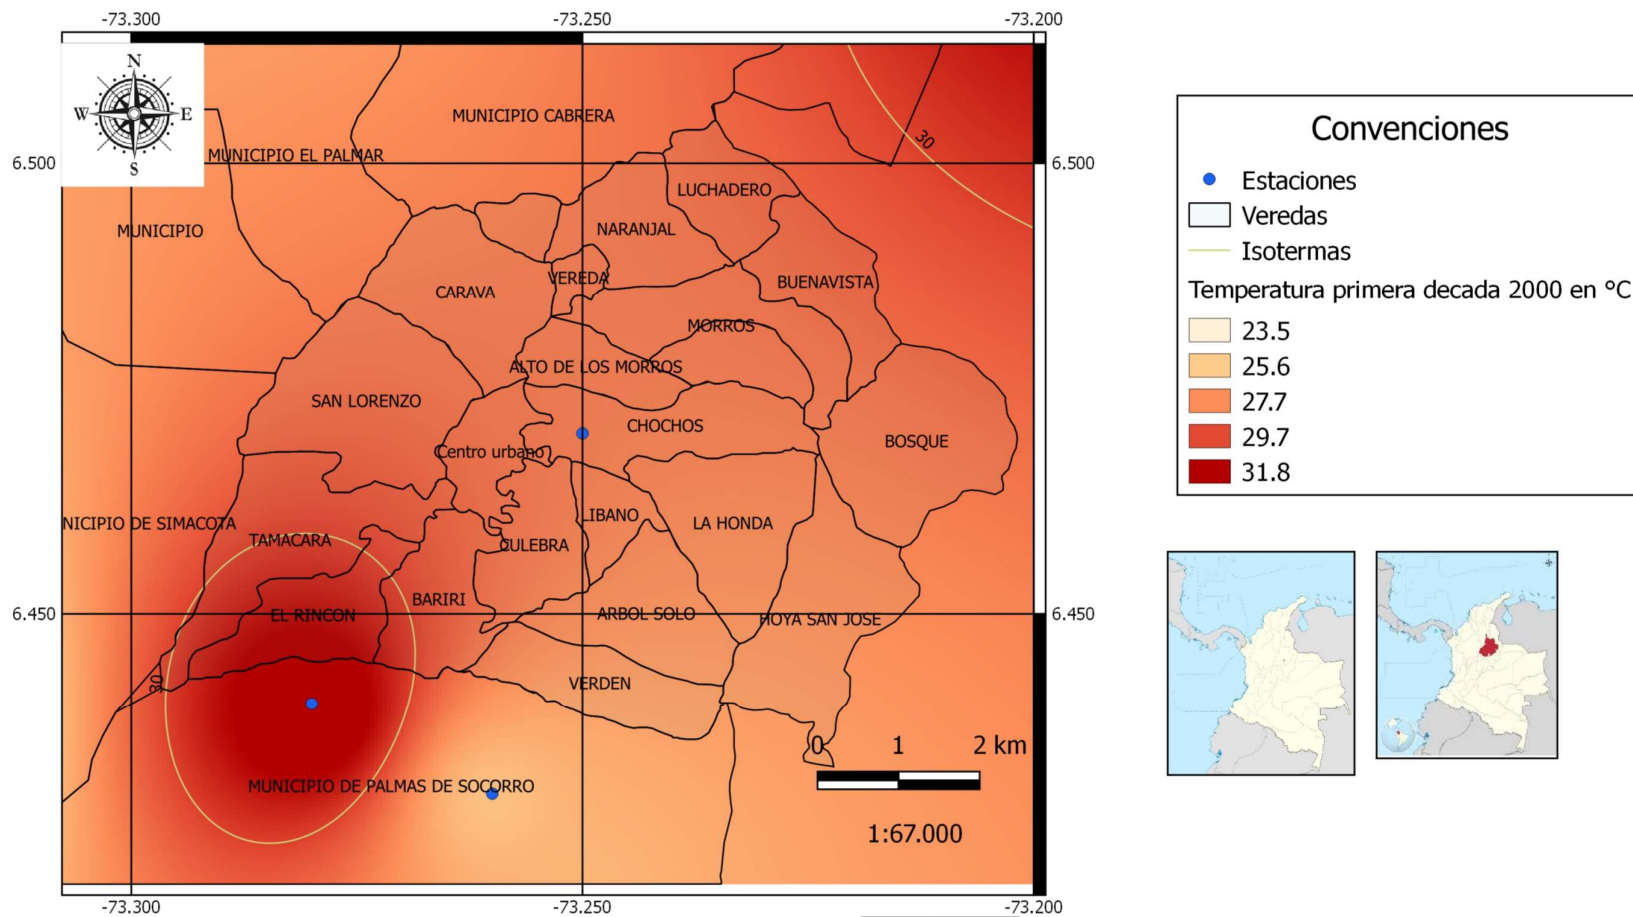 -73.300
-73.250
-73.200
N
W
E
S
MUNICIPIO CABRERA
30
6.500
MUNICIPIO EL PALMAR
6.500
LUCHADERO
MUNICIPIO
NARANJAL
VEREDA
BUENAVISTA
CARAVA
MORROS
ALTO DE LOS MORROS
SAN LORENZO
CHOCHOS
BOSQUE
Centro urbano
NICIPIO DE SIMACOTA
LIBANO
LA HONDA
TAMACARA
CULEBRA
BARIRI
6.450
EL RINCON
ARBOL SOLO
HOYA SAN JOSE
6.450
30
VERDEN
0 1 2 km
MUNICIPIO DE PALMAS DE SOCORRO
1:67.000
-73.300
-73.250
-73.200
Convenciones
Estaciones
Veredas
Isotermas
Temperatura primera decada 2000 en °C
23.5
25.6
27.7
29.7
31.8